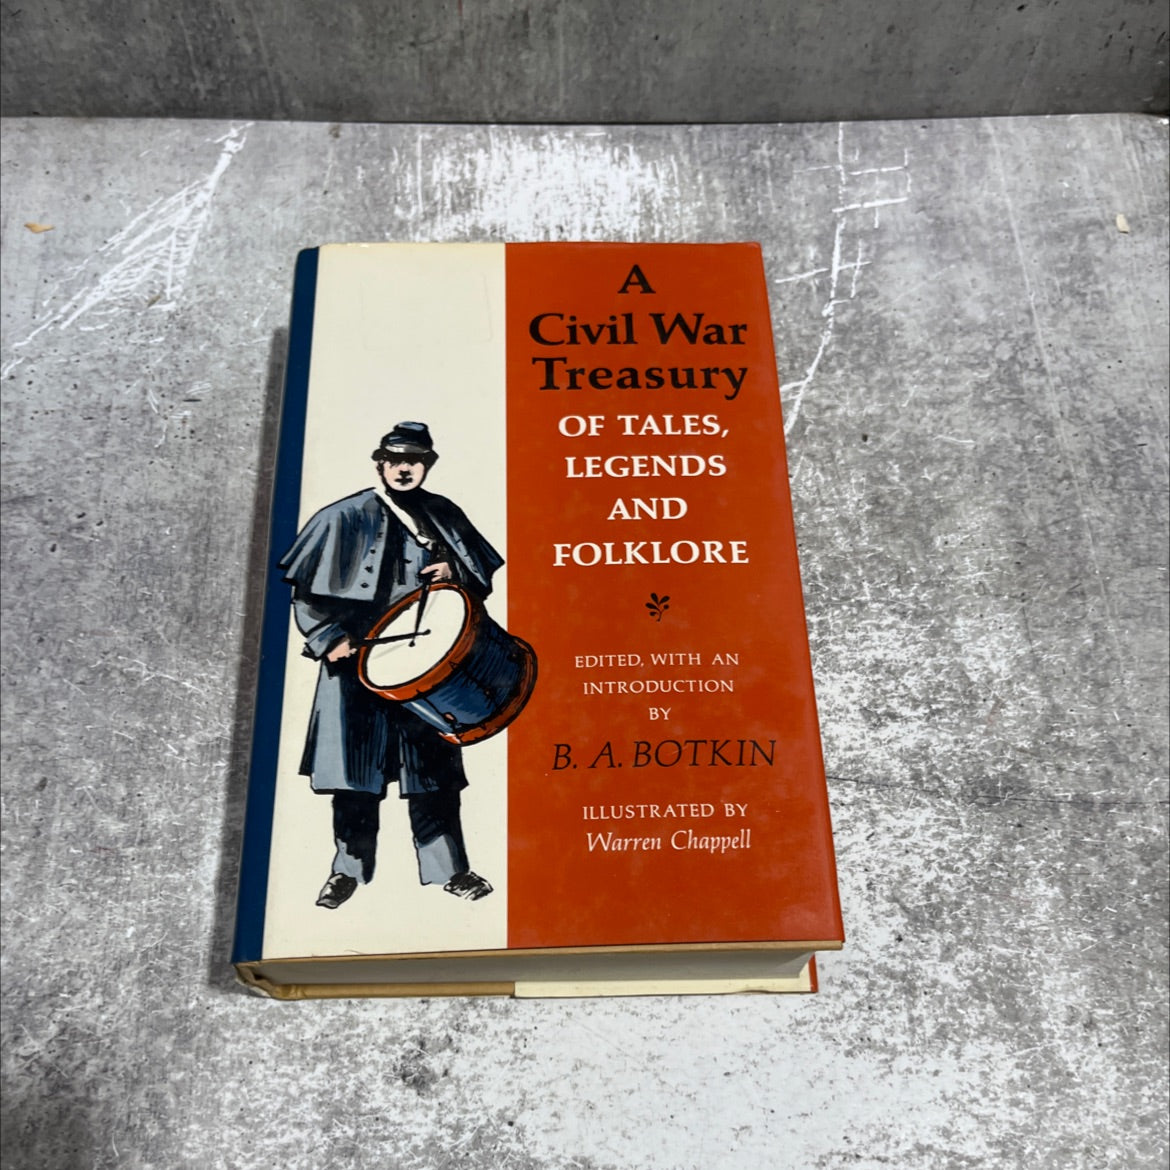 A
Civil War
Treasury
OF TALES,
LEGENDS
AND
FOLKLORE
EDITED, WITH AN
INTRODUCTION
BY
B. A. BOTKIN
ILLUSTRATED BY
Warren Chappell